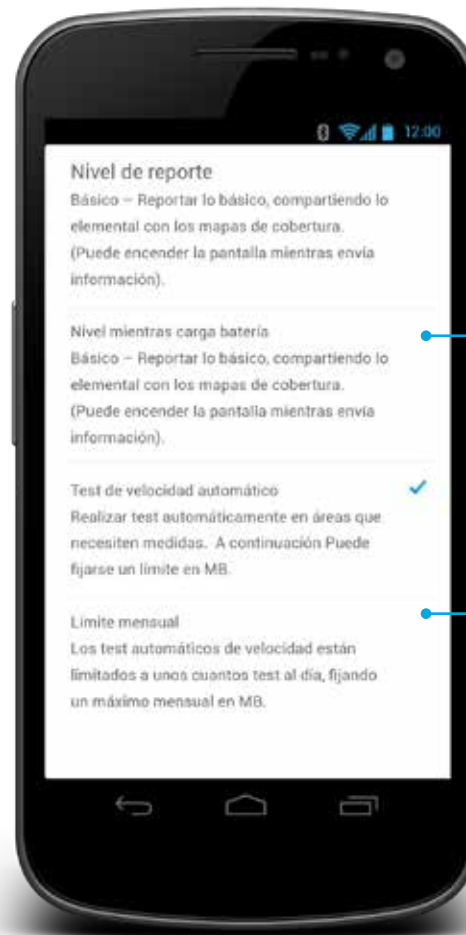 12:00
Nivel de reporte
Básico – Reportar lo básico, compartiendo lo
elemental con los mapas de cobertura.
(Puede encender la pantalla mientras envía
información).
Nivel mientras carga batería
Básico – Reportar lo básico, compartiendo lo
elemental con los mapas de cobertura.
(Puede encender la pantalla mientras envía
información).
Test de velocidad automático
Realizar test automáticamente en áreas que
necesiten medidas. A continuación Puede
fijarse un límite en MB.
Limite mensual
Los test automáticos de velocidad están
limitados a unos cuantos test al día, fijando
un máximo mensual en MB.